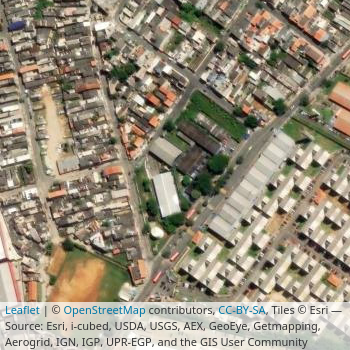 Leaflet | © OpenStreetMap contributors, CC-BY-SA, Tiles © Esri —
Source: Esri, i-cubed, USDA, USGS, AEX, GeoEye, Getmapping,
Aerogrid, IGN, IGP, UPR-EGP, and the GIS User Community